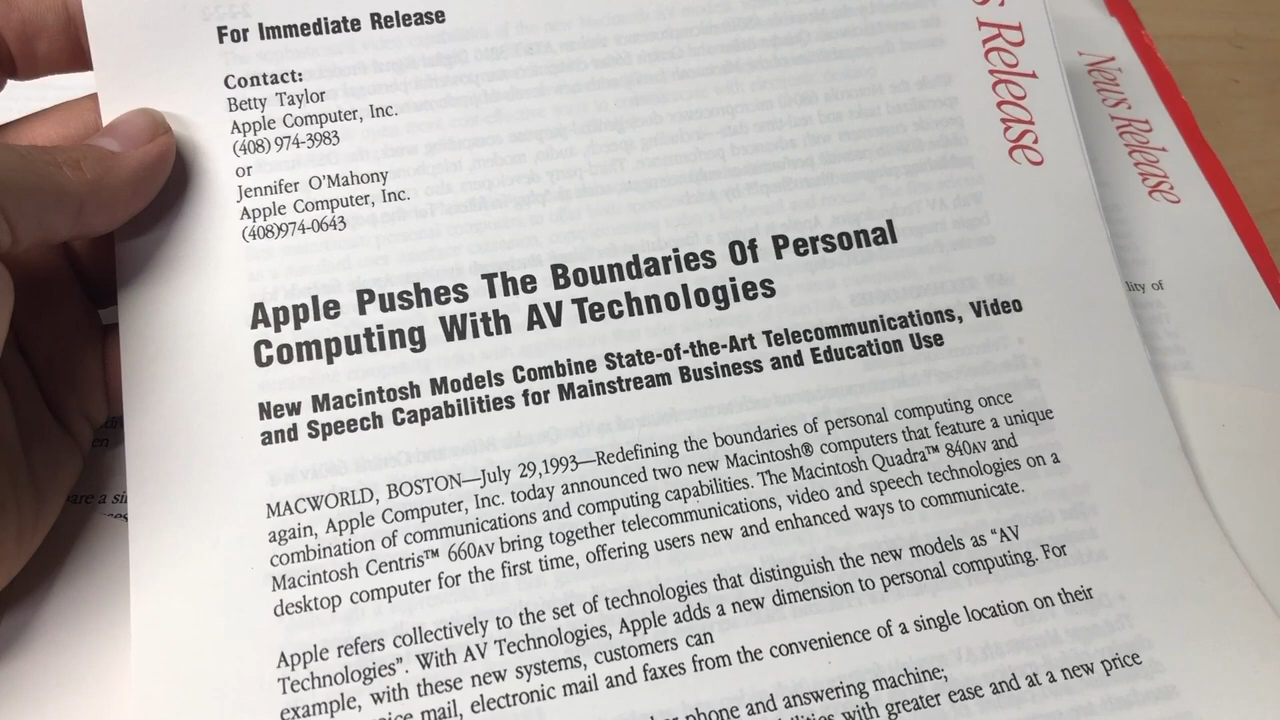 For Immediate Release
Contact:
Betty Taylor
Apple Computer, Inc.
(408) 974-3983
or
Jennifer O’Mahony
Apple Computer, Inc.
(408)974-0643
Apple Pushes The Boundaries Of Personal
Computing With AV Technologies
New Macintosh Models Combine State-of-the-Art Telecommunications, Video
and Speech Capabilities for Mainstream Business and Education Use
MACWORLD, BOSTON—July 29,1993—Redefining the boundaries of personal computing once
again, Apple Computer, Inc. today announced two new Macintosh® computers that feature a unique
combination of communications and computing capabilities. The Macintosh Quadra™ 840AV and
Macintosh Centris™ 660AV bring together telecommunications, video and speech technologies on a
desktop computer for the first time, offering users new and enhanced ways to communicate.
Apple refers collectively to the set of technologies that distinguish the new models as “AV
Technologies”. With AV Technologies, Apple adds a new dimension to personal computing. For
example, with these new systems, customers can
mail, electronic mail and faxes from the convenience of a single location on their
phone and answering machine;
with greater ease and at a new price
Release
News Release
of
are a